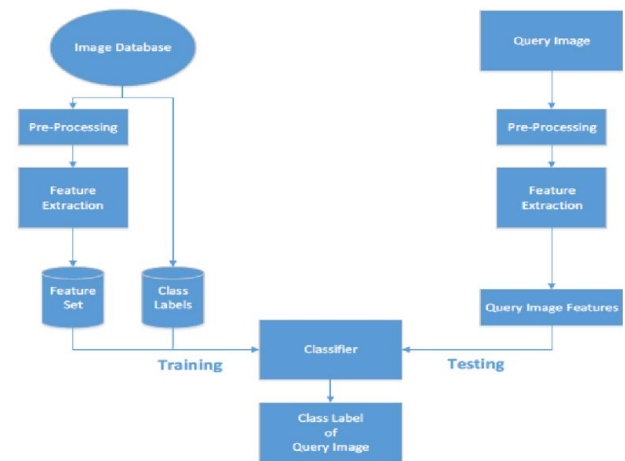 Image Database
Query Image
Pre-Processing
Pre-Processing
Feature
Extraction
Feature
Extraction
Feature
Set
Class
Labels
Query Image Features
Classifier
Training
Testing
Class Label
of
Query Image